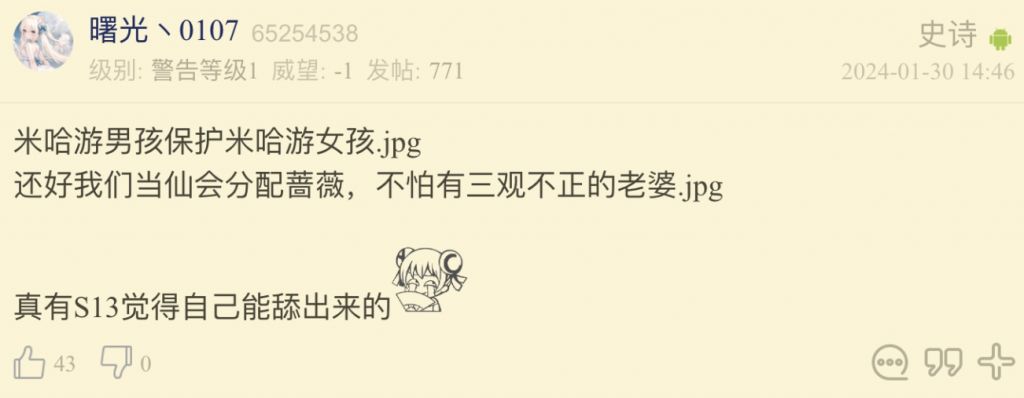 曙光丶0107 65254538
史诗
级别: 警告等级1 威望: -1 发帖: 771
2024-01-30 14:46
米哈游男孩保护米哈游女孩.jpg
还好我们当仙会分配蔷薇，不怕有三观不正的老婆.jpg
真有S13觉得自己能舔出来的
43
0